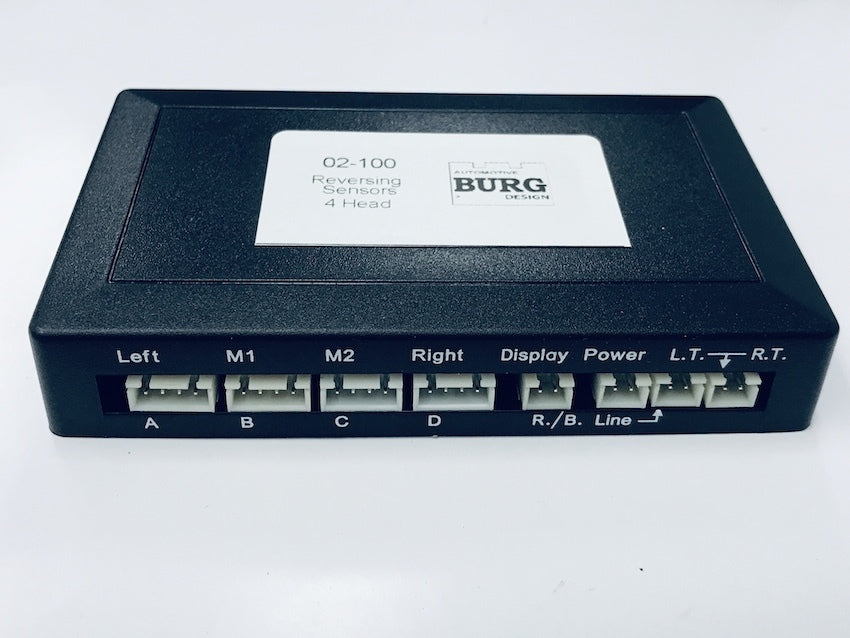 02-100
Reversing
Sensors
4 Head
AUTOMOTIVE
BURG
DESIGN
Left M1 M2 Right Display Power L.T. R.T.
A B C D R./B. Line